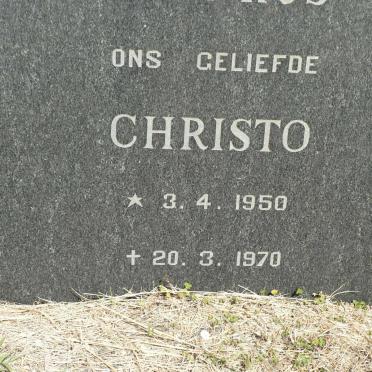 ONS GELIEFDE
CHRISTO
★ 3. 4. 1950
✝ 20. 3. 1970